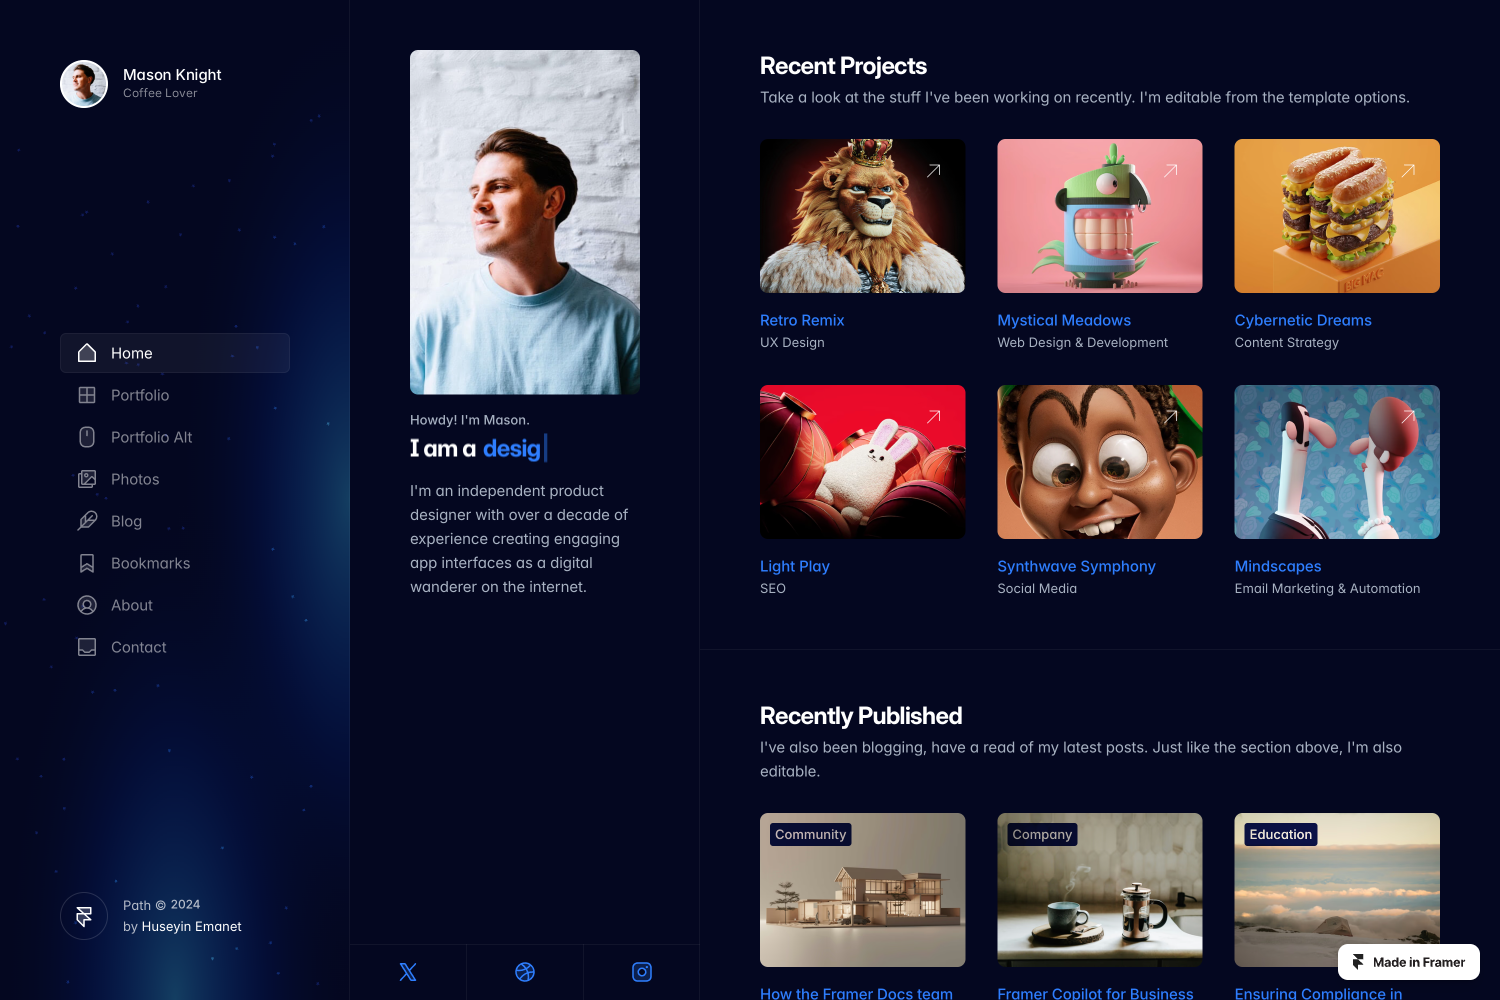 Mason Knight
Coffee Lover
Home
Portfolio
Portfolio Alt
Photos
Blog
Bookmarks
About
Contact
Path © 2024
by Huseyin Emanet
Howdy! I'm Mason.
I am a desig
I'm an independent product
designer with over a decade of
experience creating engaging
app interfaces as a digital
wanderer on the internet.
Recent Projects
Take a look at the stuff I've been working on recently. I'm editable from the template options.
BIG MAC
Retro Remix
UX Design
Mystical Meadows
Web Design & Development
Cybernetic Dreams
Content Strategy
Light Play
SEO
Synthwave Symphony
Social Media
Mindscapes
Email Marketing & Automation
Recently Published
I've also been blogging, have a read of my latest posts. Just like the section above, I'm also
editable.
Community
Company
Education
How the Framer Docs team
Framer Copilot for Business
Ensuring Compliance in
Made in Framer